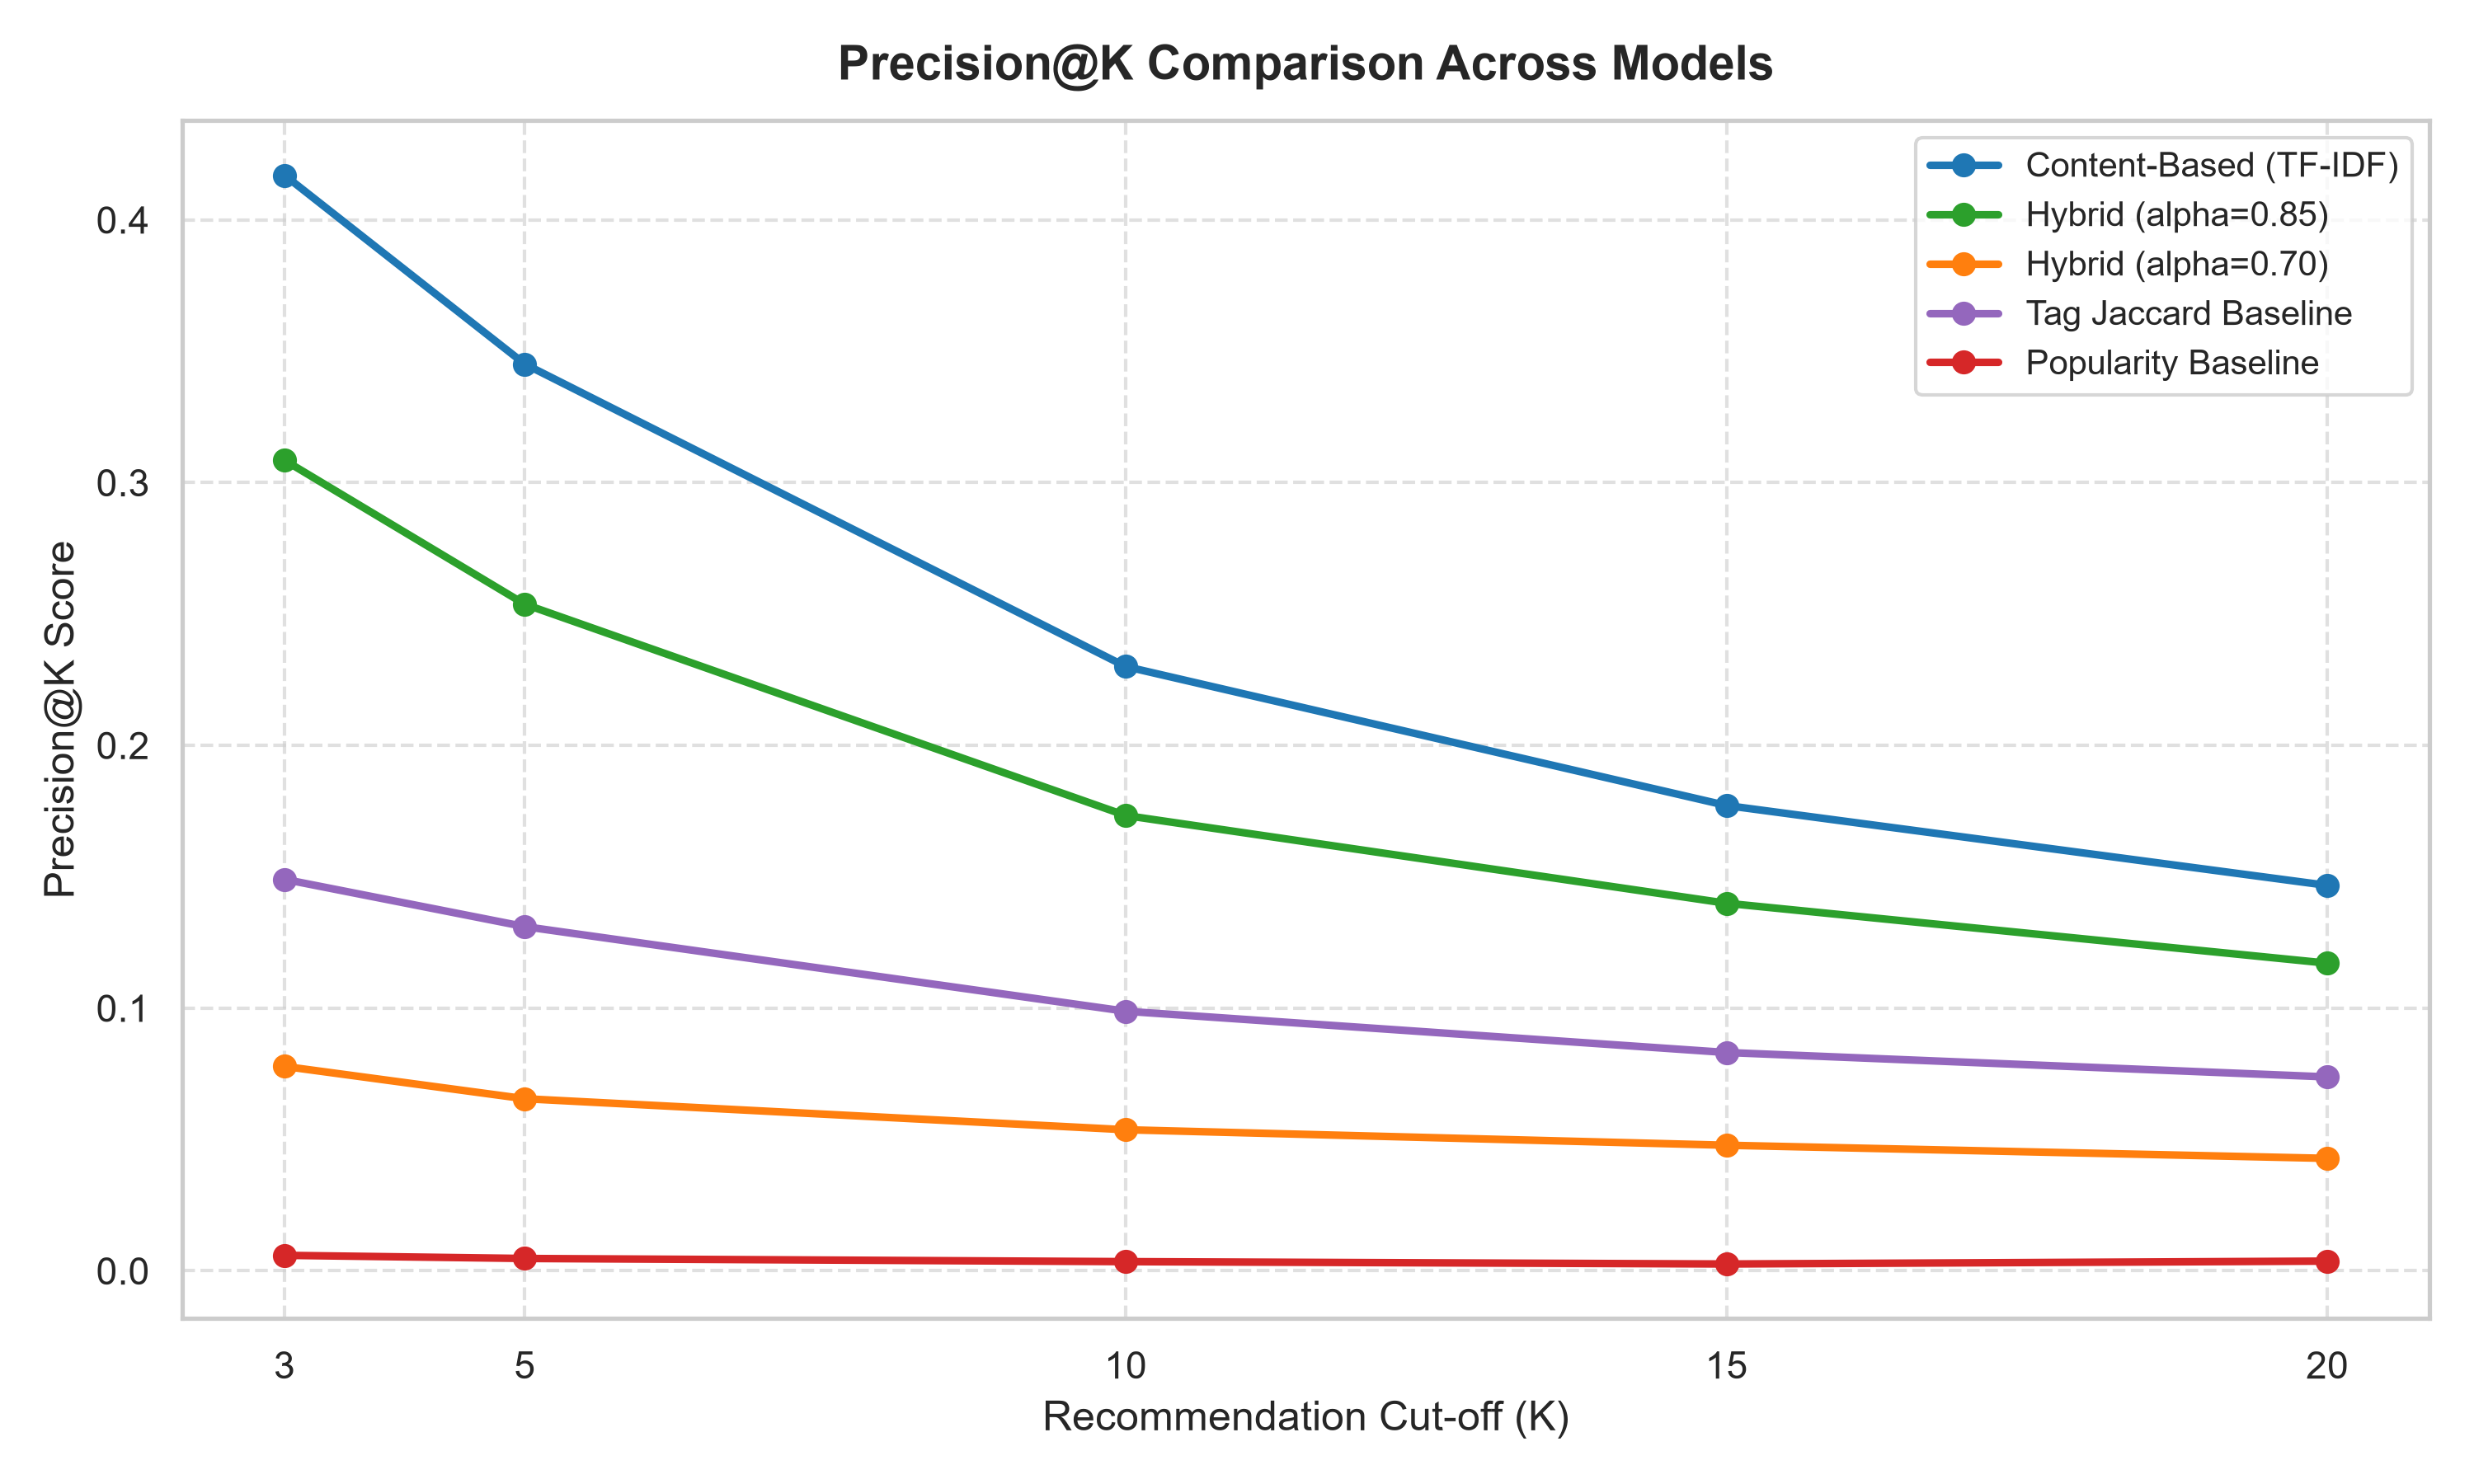 Precision@K Comparison Across Models
Content-Based (TF-IDF)
Hybrid (alpha=0.85)
Hybrid (alpha=0.70)
Tag Jaccard Baseline
Popularity Baseline
Precision@K Score
0.4
0.3
0.2
0.1
0.0
3 5 10 15 20
Recommendation Cut-off (K)